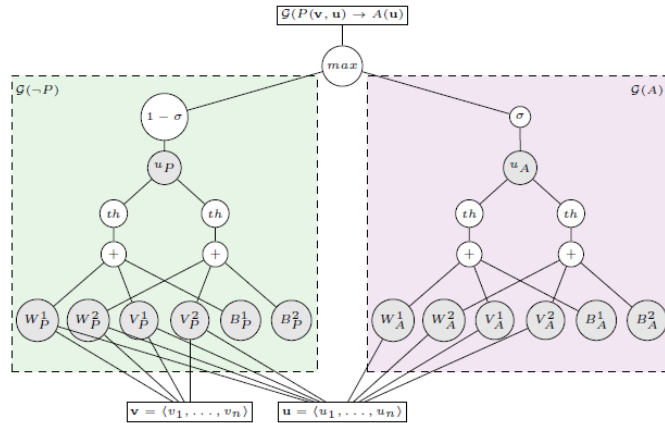 𝒢(P(v, u) → A(u))
max
𝒢(¬P) 𝒢(A)
1 − σ σ
u_P u_A
th th th th
+ + + +
W_P^1 W_P^2 V_P^1 V_P^2 B_P^1 B_P^2 W_A^1 W_A^2 V_A^1 V_A^2 B_A^1 B_A^2
v = ⟨v_1, . . . , v_n⟩ u = ⟨u_1, . . . , u_n⟩